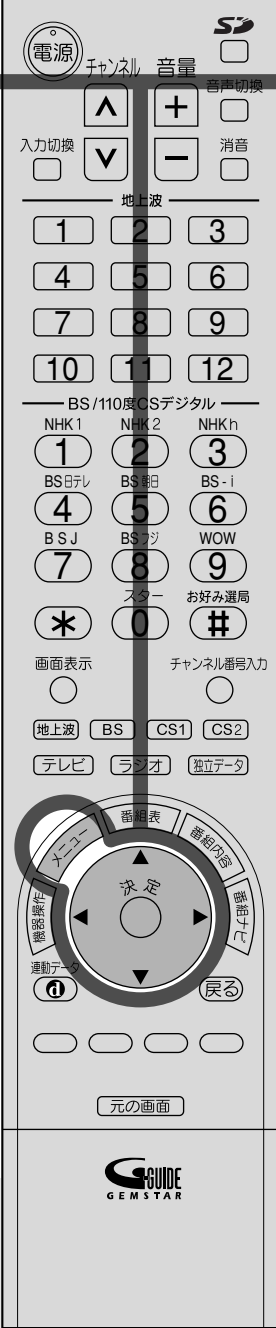 SD
電源
チャンネル 音量
音声切換
∧ +
入力切換 ∨ − 消音
地上波
1 2 3
4 5 6
7 8 9
10 11 12
BS/110度CSデジタル
NHK1 NHK2 NHKh
1 2 3
BS日テレ BS朝日 BS-i
4 5 6
BSJ BSフジ WOW
7 8 9
スター お好み選局
* 0 #
画面表示 チャンネル番号入力
地上波 BS CS1 CS2
テレビ ラジオ 独立データ
メニュー 番組表 番組内容
機器操作 決定 番組ナビ
連動データ
d 戻る
元の画面
G-GUIDE
GEMSTAR